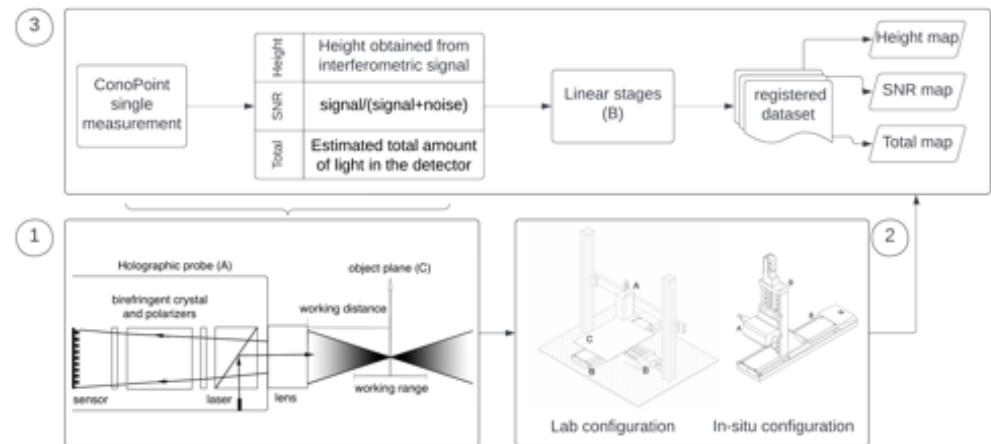 3
ConoPoint
single
measurement
Height
Height obtained from
interferometric signal
SNR
signal/(signal+noise)
Total
Estimated total amount
of light in the detector
Linear stages
(B)
registered
dataset
Height map
SNR map
Total map
1
Holographic probe (A)
birefringent crystal
and polarizers
sensor
laser
lens
object plane (C)
working distance
working range
2
A
C
B
B
Lab configuration
A
B
B
In-situ configuration